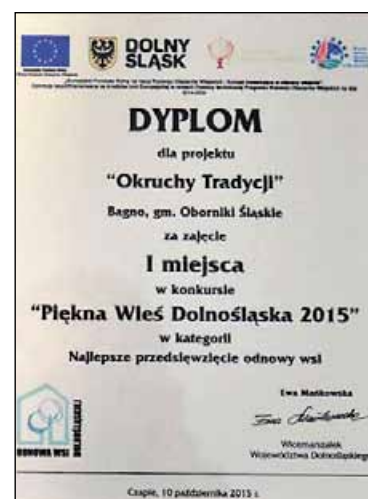 DOLNY
ŚLĄSK
DYPLOM
dla projektu
"Okruchy Tradycji"
Bagno, gm. Oborniki Śląskie
za zajęcie
I miejsca
w konkursie
"Piękna Wieś Dolnośląska 2015"
w kategorii
Najlepsze przedsięwzięcie odnowy wsi
Ewa Mańkowska
Wicemarszałek
Województwa Dolnośląskiego
ODNOWA WSI
Czaple, 10 października 2015 r.